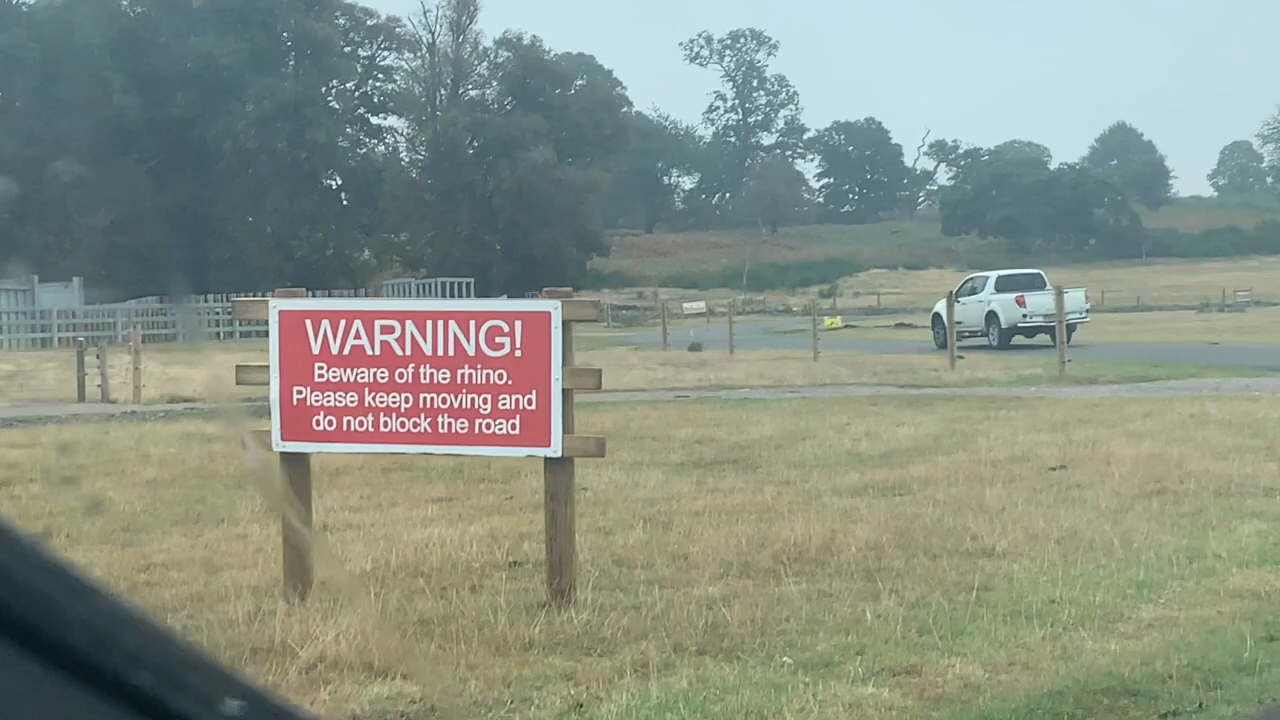 WARNING!
Beware of the rhino.
Please keep moving and
do not block the road